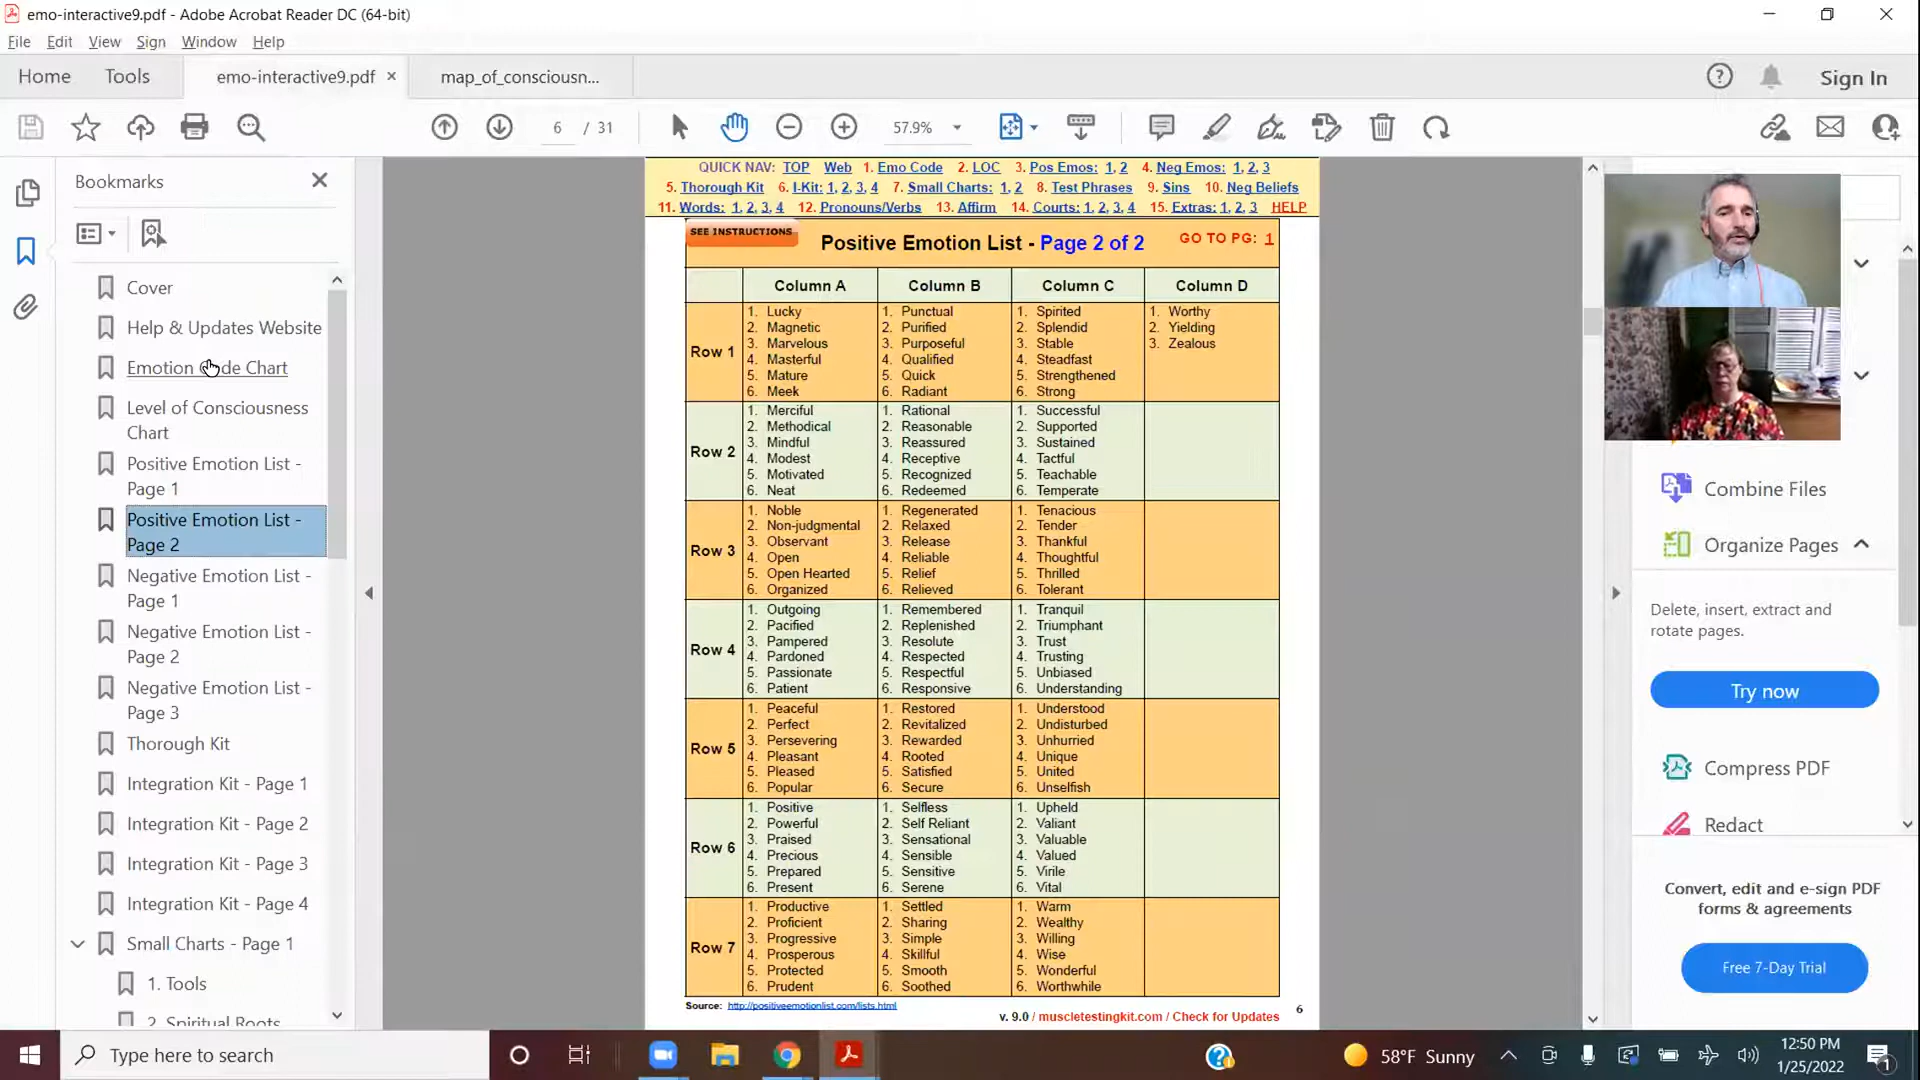 emo-interactive9.pdf - Adobe Acrobat Reader DC (64-bit)
File Edit View Sign Window Help
Home Tools emo-interactive9.pdf × map_of_consciousn... Sign In
6 / 31 57.9%
Bookmarks
Cover
Help & Updates Website
Emotion Code Chart
Level of Consciousness
Chart
Positive Emotion List -
Page 1
Positive Emotion List -
Page 2
Negative Emotion List -
Page 1
Negative Emotion List -
Page 2
Negative Emotion List -
Page 3
Thorough Kit
Integration Kit - Page 1
Integration Kit - Page 2
Integration Kit - Page 3
Integration Kit - Page 4
Small Charts - Page 1
1. Tools
2. Spiritual Roots
QUICK NAV: TOP Web 1. Emo Code 2. LOC 3. Pos Emos: 1, 2 4. Neg Emos: 1, 2, 3
5. Thorough Kit 6. I-Kit: 1, 2, 3, 4 7. Small Charts: 1, 2 8. Test Phrases 9. Sins 10. Neg Beliefs
11. Words: 1, 2, 3, 4 12. Pronouns/Verbs 13. Affirm 14. Courts: 1, 2, 3, 4 15. Extras: 1, 2, 3 HELP
SEE INSTRUCTIONS Positive Emotion List - Page 2 of 2 GO TO PG: 1
Column A Column B Column C Column D
Row 1
1. Lucky 1. Punctual 1. Spirited 1. Worthy
2. Magnetic 2. Purified 2. Splendid 2. Yielding
3. Marvelous 3. Purposeful 3. Stable 3. Zealous
4. Masterful 4. Qualified 4. Steadfast
5. Mature 5. Quick 5. Strengthened
6. Meek 6. Radiant 6. Strong
Row 2
1. Merciful 1. Rational 1. Successful
2. Methodical 2. Reasonable 2. Supported
3. Mindful 3. Reassured 3. Sustained
4. Modest 4. Receptive 4. Tactful
5. Motivated 5. Recognized 5. Teachable
6. Neat 6. Redeemed 6. Temperate
Row 3
1. Noble 1. Regenerated 1. Tenacious
2. Non-judgmental 2. Relaxed 2. Tender
3. Observant 3. Release 3. Thankful
4. Open 4. Reliable 4. Thoughtful
5. Open Hearted 5. Relief 5. Thrilled
6. Organized 6. Relieved 6. Tolerant
Row 4
1. Outgoing 1. Remembered 1. Tranquil
2. Pacified 2. Replenished 2. Triumphant
3. Pampered 3. Resolute 3. Trust
4. Pardoned 4. Respected 4. Trusting
5. Passionate 5. Respectful 5. Unbiased
6. Patient 6. Responsive 6. Understanding
Row 5
1. Peaceful 1. Restored 1. Understood
2. Perfect 2. Revitalized 2. Undisturbed
3. Persevering 3. Rewarded 3. Unhurried
4. Pleasant 4. Rooted 4. Unique
5. Pleased 5. Satisfied 5. United
6. Popular 6. Secure 6. Unselfish
Row 6
1. Positive 1. Selfless 1. Upheld
2. Powerful 2. Self Reliant 2. Valiant
3. Praised 3. Sensational 3. Valuable
4. Precious 4. Sensible 4. Valued
5. Prepared 5. Sensitive 5. Virile
6. Present 6. Serene 6. Vital
Row 7
1. Productive 1. Settled 1. Warm
2. Proficient 2. Sharing 2. Wealthy
3. Progressive 3. Simple 3. Willing
4. Prosperous 4. Skillful 4. Wise
5. Protected 5. Smooth 5. Wonderful
6. Prudent 6. Soothed 6. Worthwhile
Source: http://positiveemotionlist.com/lists.html 6
v. 9.0 / muscletestingkit.com / Check for Updates
Combine Files
Organize Pages
Delete, insert, extract and
rotate pages.
Try now
Compress PDF
Redact
Convert, edit and e-sign PDF
forms & agreements
Free 7-Day Trial
Type here to search
58°F Sunny
12:50 PM
1/25/2022
1